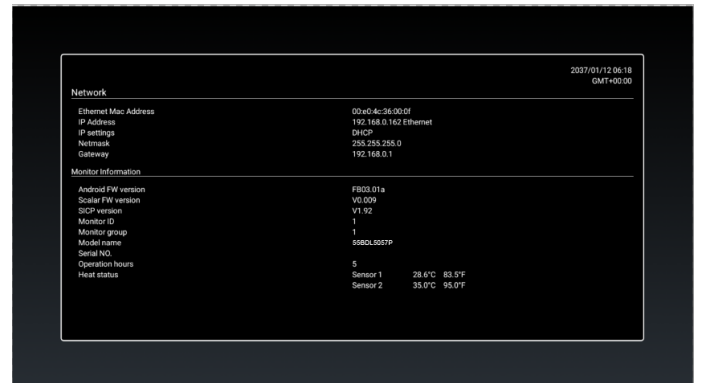 2037/01/12 06:18
GMT+00:00
Network
Ethernet Mac Address 00:e0:4c:36:00:0f
IP Address 192.168.0.162 Ethernet
IP settings DHCP
Netmask 255.255.255.0
Gateway 192.168.0.1
Monitor Information
Android FW version FB03.01a
Scalar FW version V0.009
SICP version V1.92
Monitor ID 1
Monitor group 1
Model name 55BDL5057P
Serial NO.
Operation hours 5
Heat status Sensor 1 28.6°C 83.5°F
Sensor 2 35.0°C 95.0°F